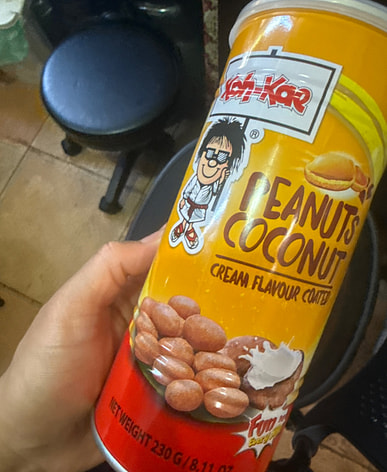 Koh-Kae
®
PEANUTS
COCONUT
CREAM FLAVOUR COATED
NET WEIGHT 230 G / 8.11 OZ
Fun